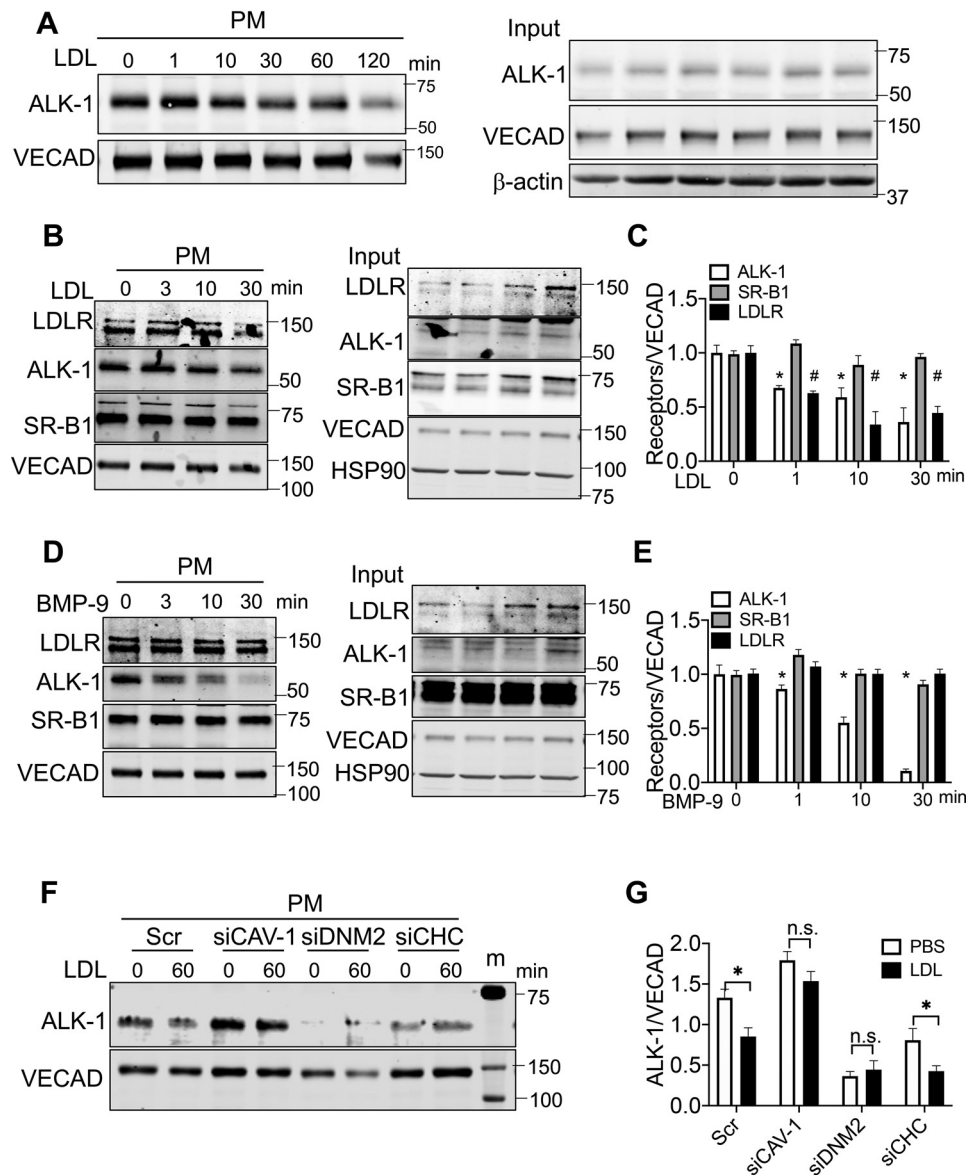 A
PM
LDL 0 1 10 30 60 120 min
ALK-1
75
50
VECAD
150
Input
ALK-1
75
50
VECAD
150
β-actin
37
B
PM
LDL 0 3 10 30 min
LDLR
150
ALK-1
50
SR-B1
75
VECAD
150
100
Input
LDLR
150
ALK-1
50
SR-B1
75
VECAD
150
HSP90
100
75
C
ALK-1
SR-B1
LDLR
Receptors/VECAD
1.5
1.0
0.5
0.0
* # * # * #
LDL 0 1 10 30 min
D
PM
BMP-9 0 3 10 30 min
LDLR
150
ALK-1
50
SR-B1
75
VECAD
150
100
Input
LDLR
150
ALK-1
50
SR-B1
75
VECAD
150
HSP90
100
75
E
ALK-1
SR-B1
LDLR
Receptors/VECAD
1.5
1.0
0.5
0.0
* * *
BMP-9 0 1 10 30 min
F
PM
Scr siCAV-1 siDNM2 siCHC
LDL 0 60 0 60 0 60 0 60 m min
ALK-1
75
VECAD
150
100
G
PBS
LDL
ALK-1/VECAD
2.0
1.5
1.0
0.5
0.0
* n.s. n.s. *
Scr siCAV-1 siDNM2 siCHC